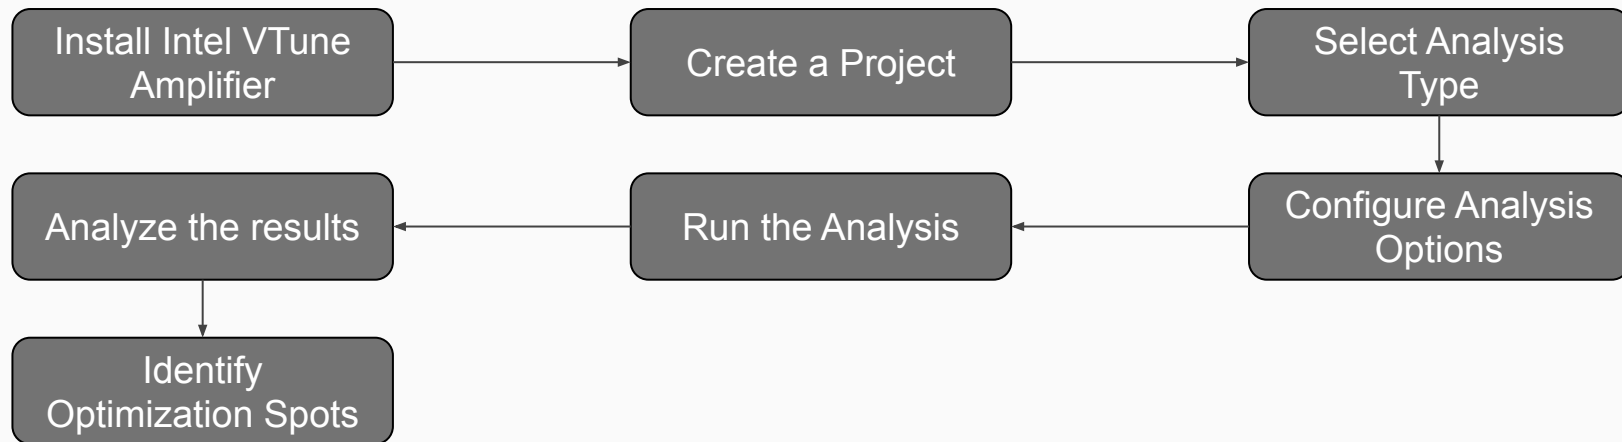 Install Intel VTune
Amplifier
Create a Project
Select Analysis
Type
Configure Analysis
Options
Run the Analysis
Analyze the results
Identify
Optimization Spots